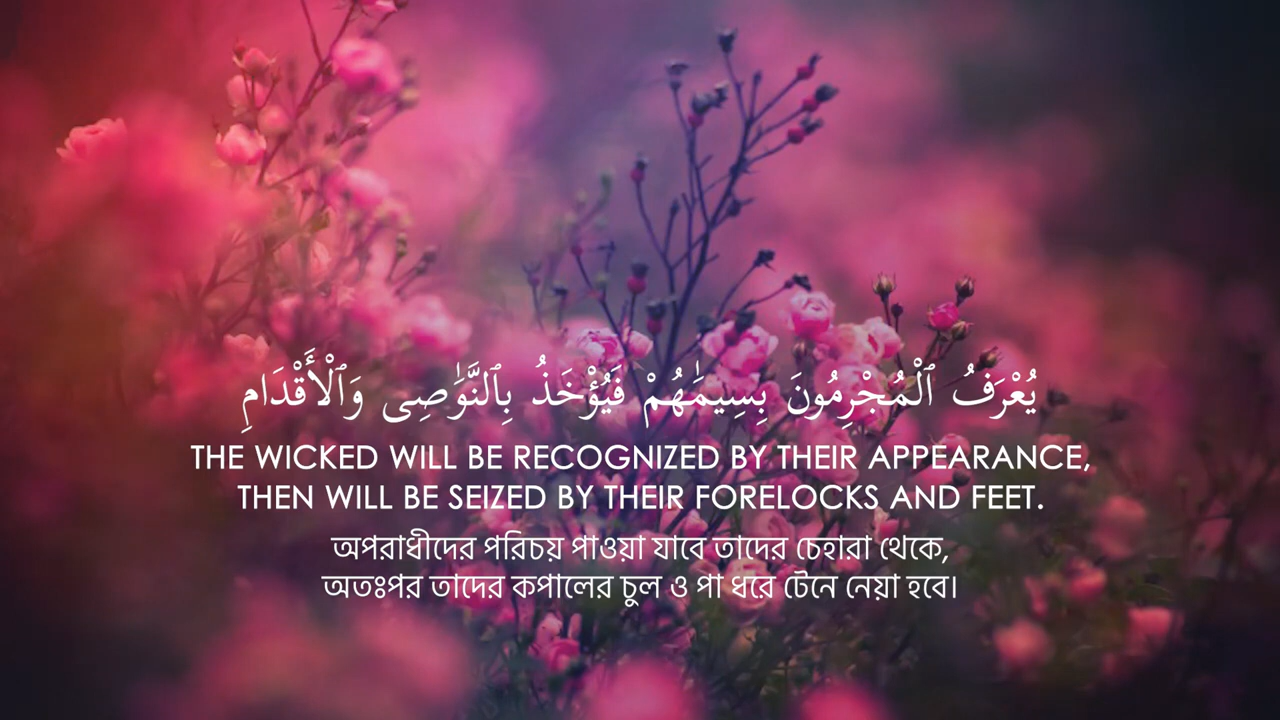 يُعْرَفُ ٱلْمُجْرِمُونَ بِسِيمَـٰهُمْ فَيُؤْخَذُ بِٱلنَّوَٰصِى وَٱلْأَقْدَامِ
THE WICKED WILL BE RECOGNIZED BY THEIR APPEARANCE,
THEN WILL BE SEIZED BY THEIR FORELOCKS AND FEET.
অপরাধীদের পরিচয় পাওয়া যাবে তাদের চেহারা থেকে,
অতঃপর তাদের কপালের চুল ও পা ধরে টেনে নেয়া হবে।